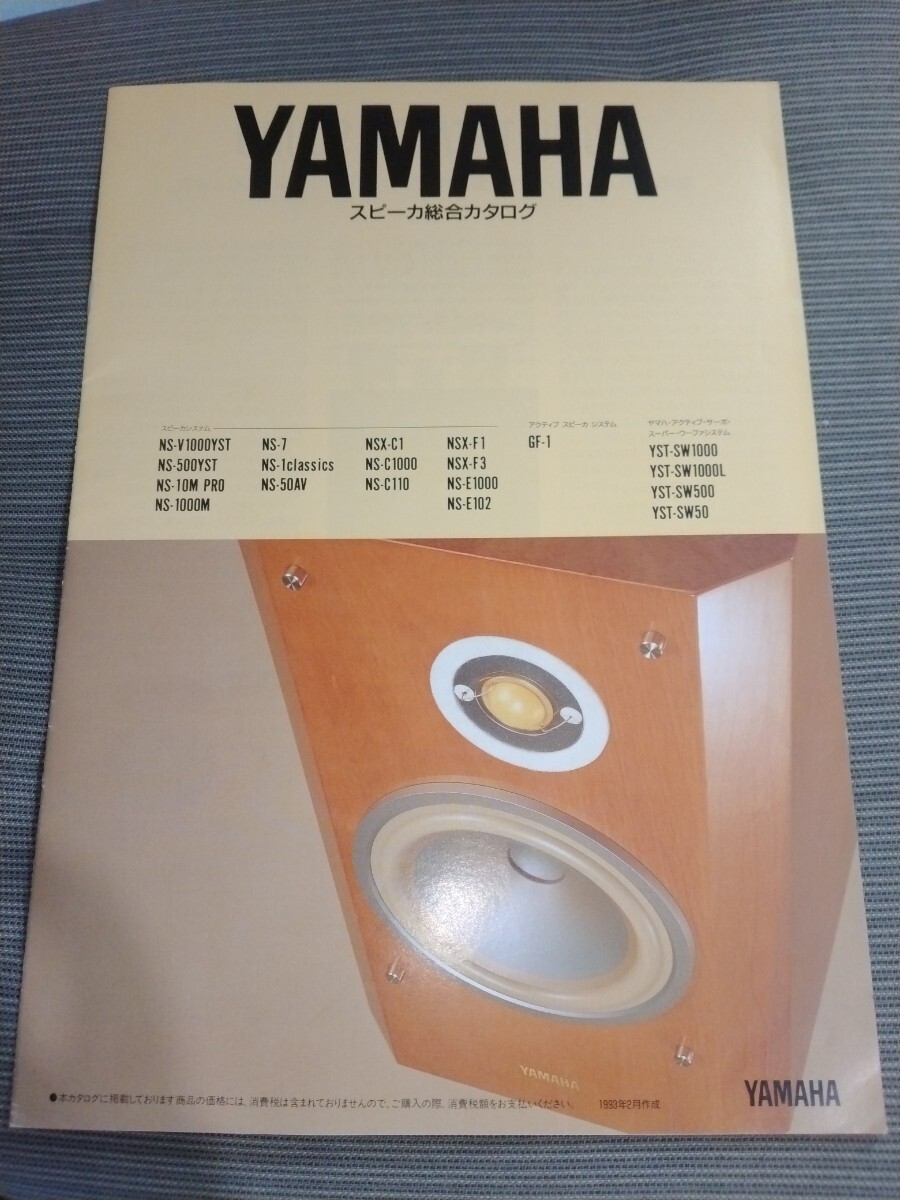 YAMAHA
スピーカ総合カタログ
スピーカシステム
NS-V1000YST
NS-500YST
NS-10M PRO
NS-1000M
NS-7
NS-1classics
NS-50AV
NSX-C1
NS-C1000
NS-C110
NSX-F1
NSX-F3
NS-E1000
NS-E102
アクティブ スピーカ システム
GF-1
ヤマハ・アクティブ・サーボ・
スーパー・ウーファシステム
YST-SW1000
YST-SW1000L
YST-SW500
YST-SW50
YAMAHA
●本カタログに掲載しております商品の価格には、消費税は含まれておりませんので、ご購入の際、消費税額をお支払いください。 1993年2月作成
YAMAHA